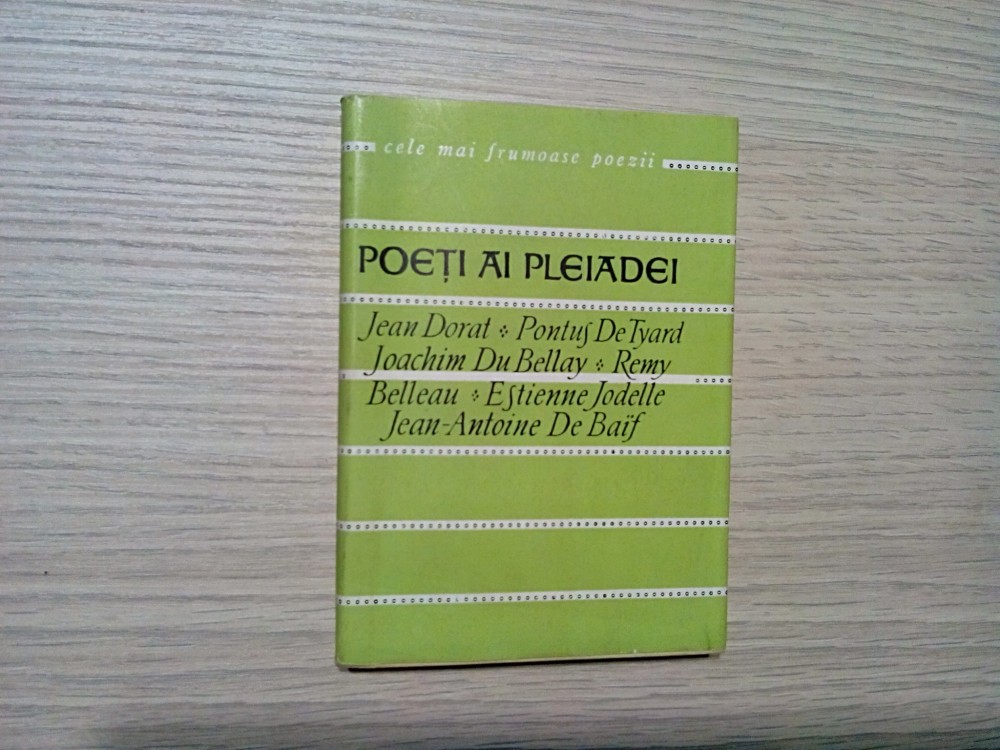 cele mai frumoase poezii
POEȚI AI PLEIADEI
Jean Dorat ⁘ Pontus De Tyard
Joachim Du Bellay ⁘ Remy
Belleau ⁘ Estienne Jodelle
Jean-Antoine De Baïf